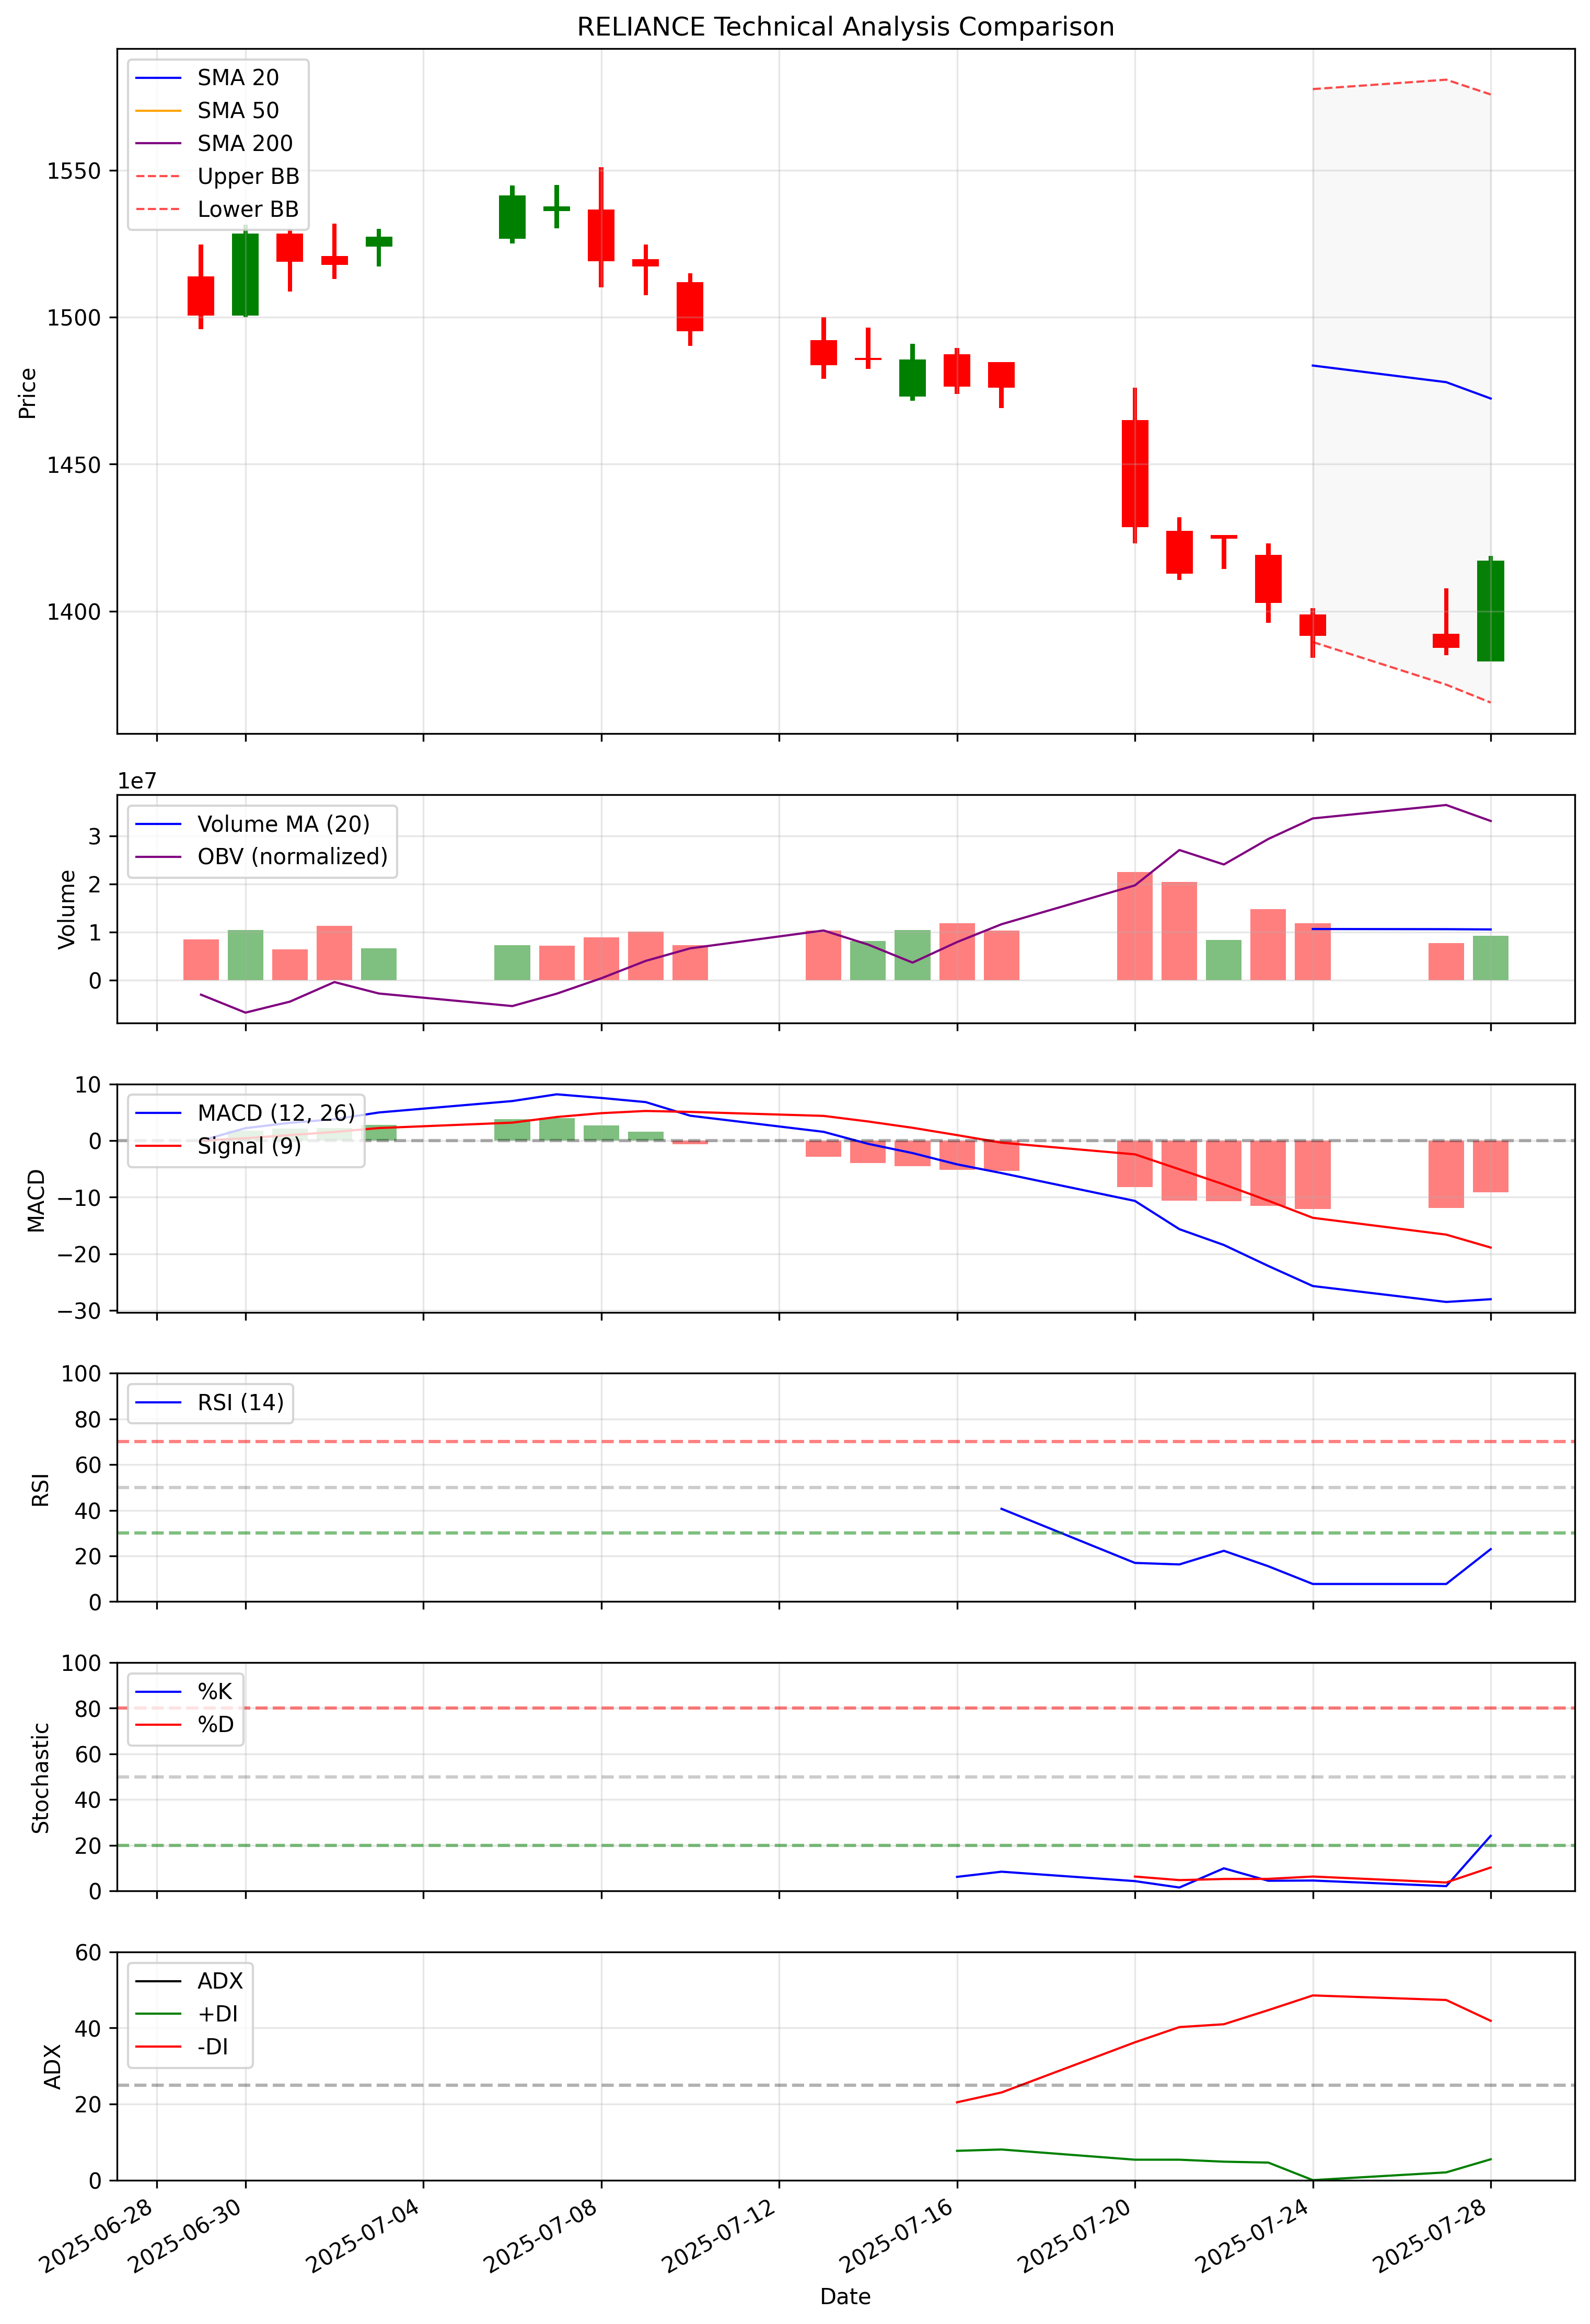 RELIANCE Technical Analysis Comparison
SMA 20
SMA 50
SMA 200
Upper BB
Lower BB
1550
1500
1450
1400
Price
1e7
Volume MA (20)
OBV (normalized)
3
2
1
0
Volume
MACD (12, 26)
Signal (9)
10
0
−10
−20
−30
MACD
RSI (14)
100
80
60
40
20
0
RSI
%K
%D
100
80
60
40
20
0
Stochastic
ADX
+DI
-DI
60
40
20
0
ADX
2025-06-28
2025-06-30
2025-07-04
2025-07-08
2025-07-12
2025-07-16
2025-07-20
2025-07-24
2025-07-28
Date